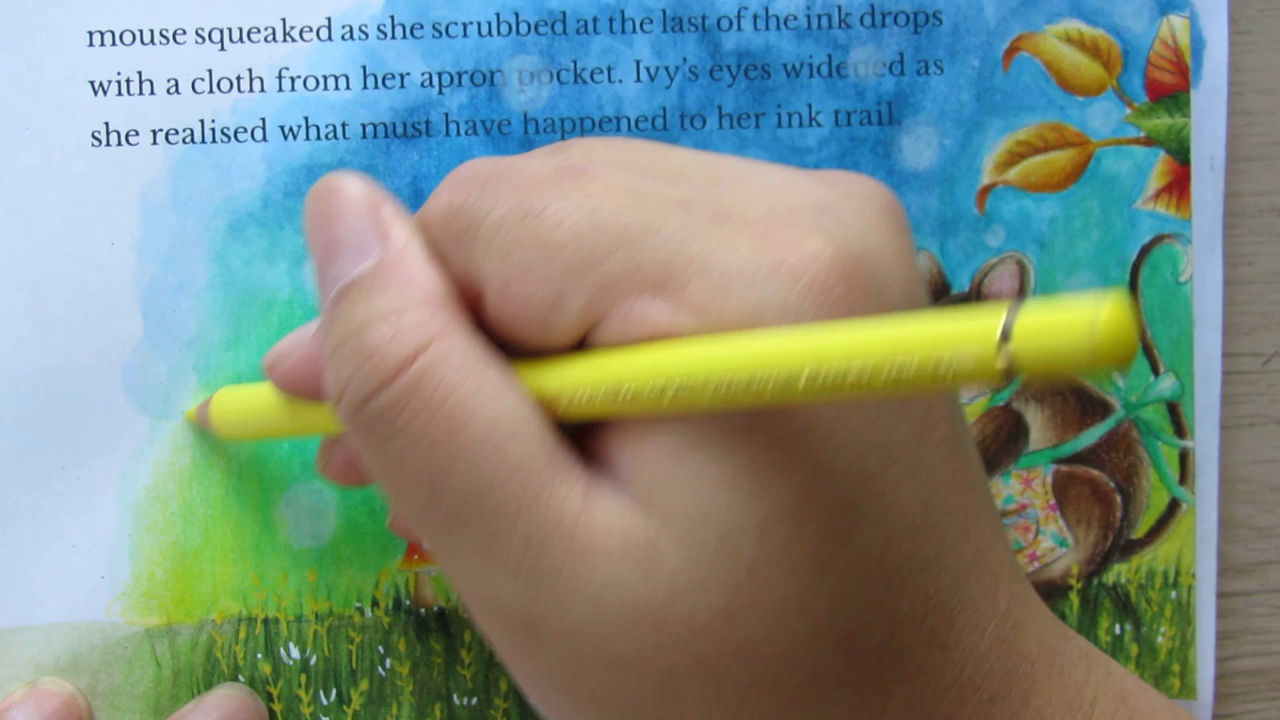 mouse squeaked as she scrubbed at the last of the ink drops
with a cloth from her apron pocket. Ivy's eyes widened as
she realised what must have happened to her ink trail.